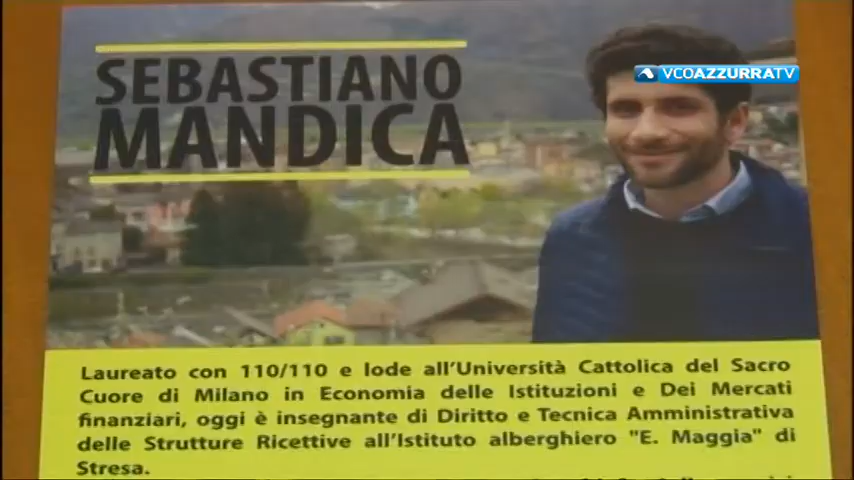 VCOAZZURRATV
SEBASTIANO
MANDICA
Laureato con 110/110 e lode all'Università Cattolica del Sacro
Cuore di Milano in Economia delle Istituzioni e Dei Mercati
finanziari, oggi è insegnante di Diritto e Tecnica Amministrativa
delle Strutture Ricettive all'Istituto alberghiero "E. Maggia" di
Stresa.